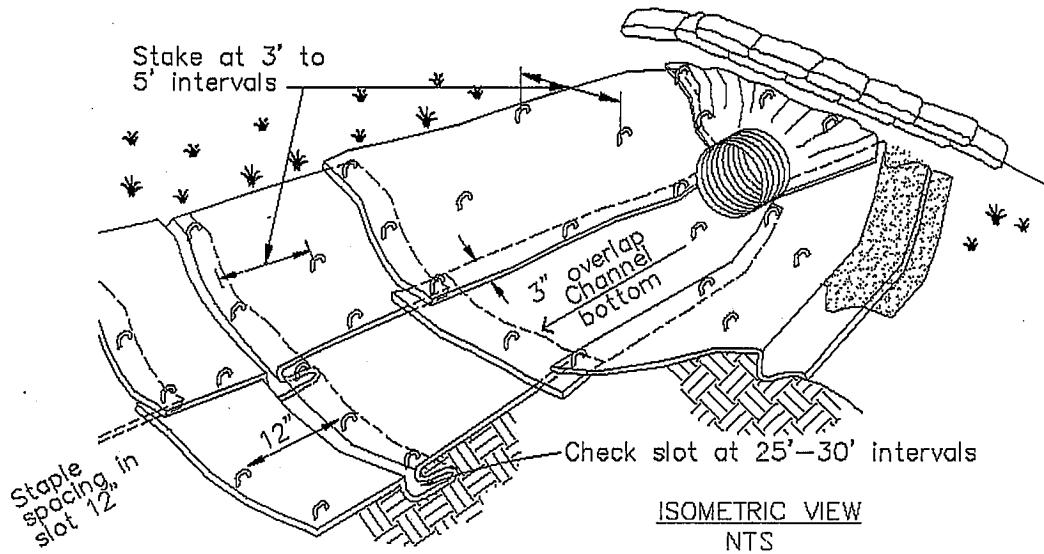 Stake at 3' to
5' intervals
3" overlap
Channel
bottom
12"
Staple
spacing in
slot 12"
Check slot at 25'-30' intervals
ISOMETRIC VIEW
NTS